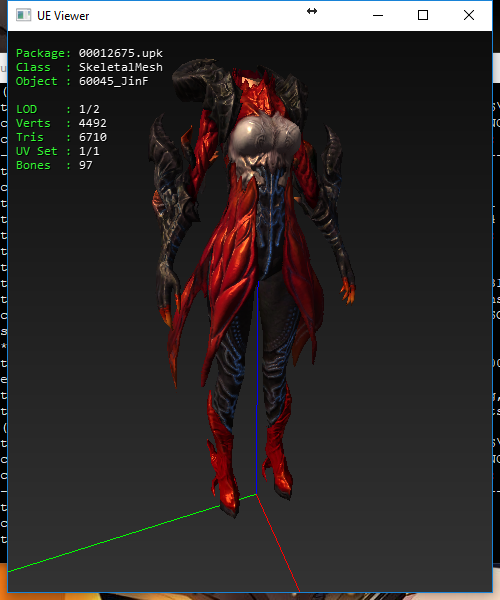 UE Viewer
Package: 00012675.upk
Class : SkeletalMesh
Object : 60045_JinF
LOD : 1/2
Verts : 4492
Tris : 6710
UV Set : 1/1
Bones : 97